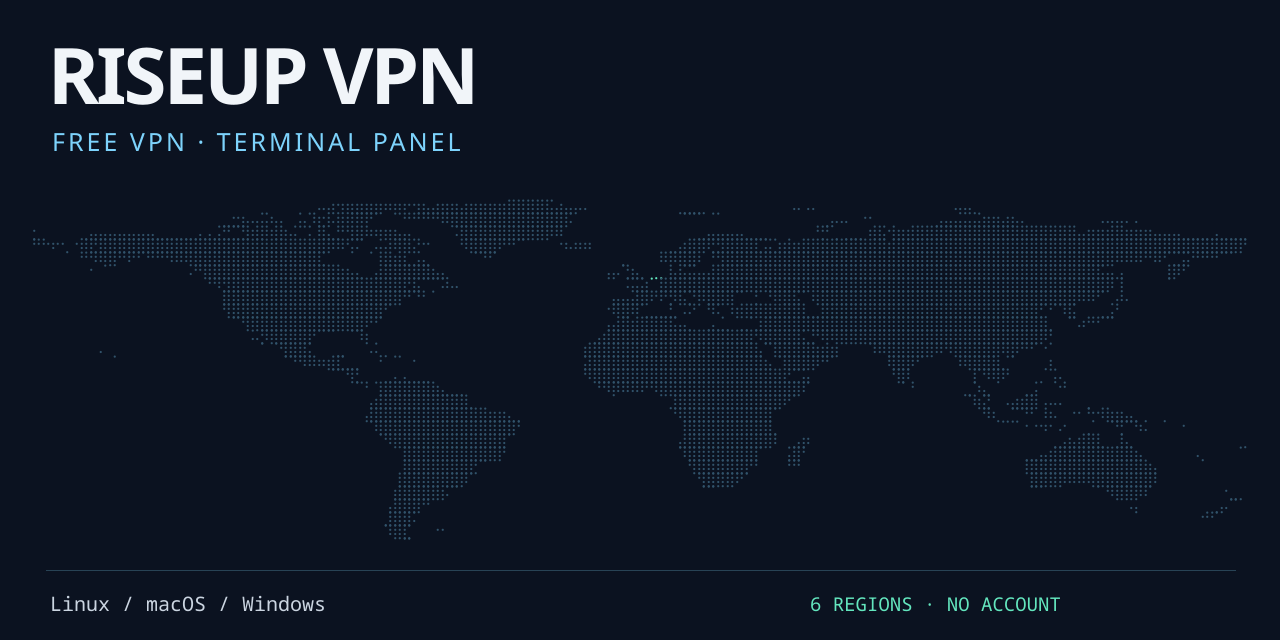 RISEUP VPN
FREE VPN · TERMINAL PANEL
Linux / macOS / Windows
6 REGIONS · NO ACCOUNT